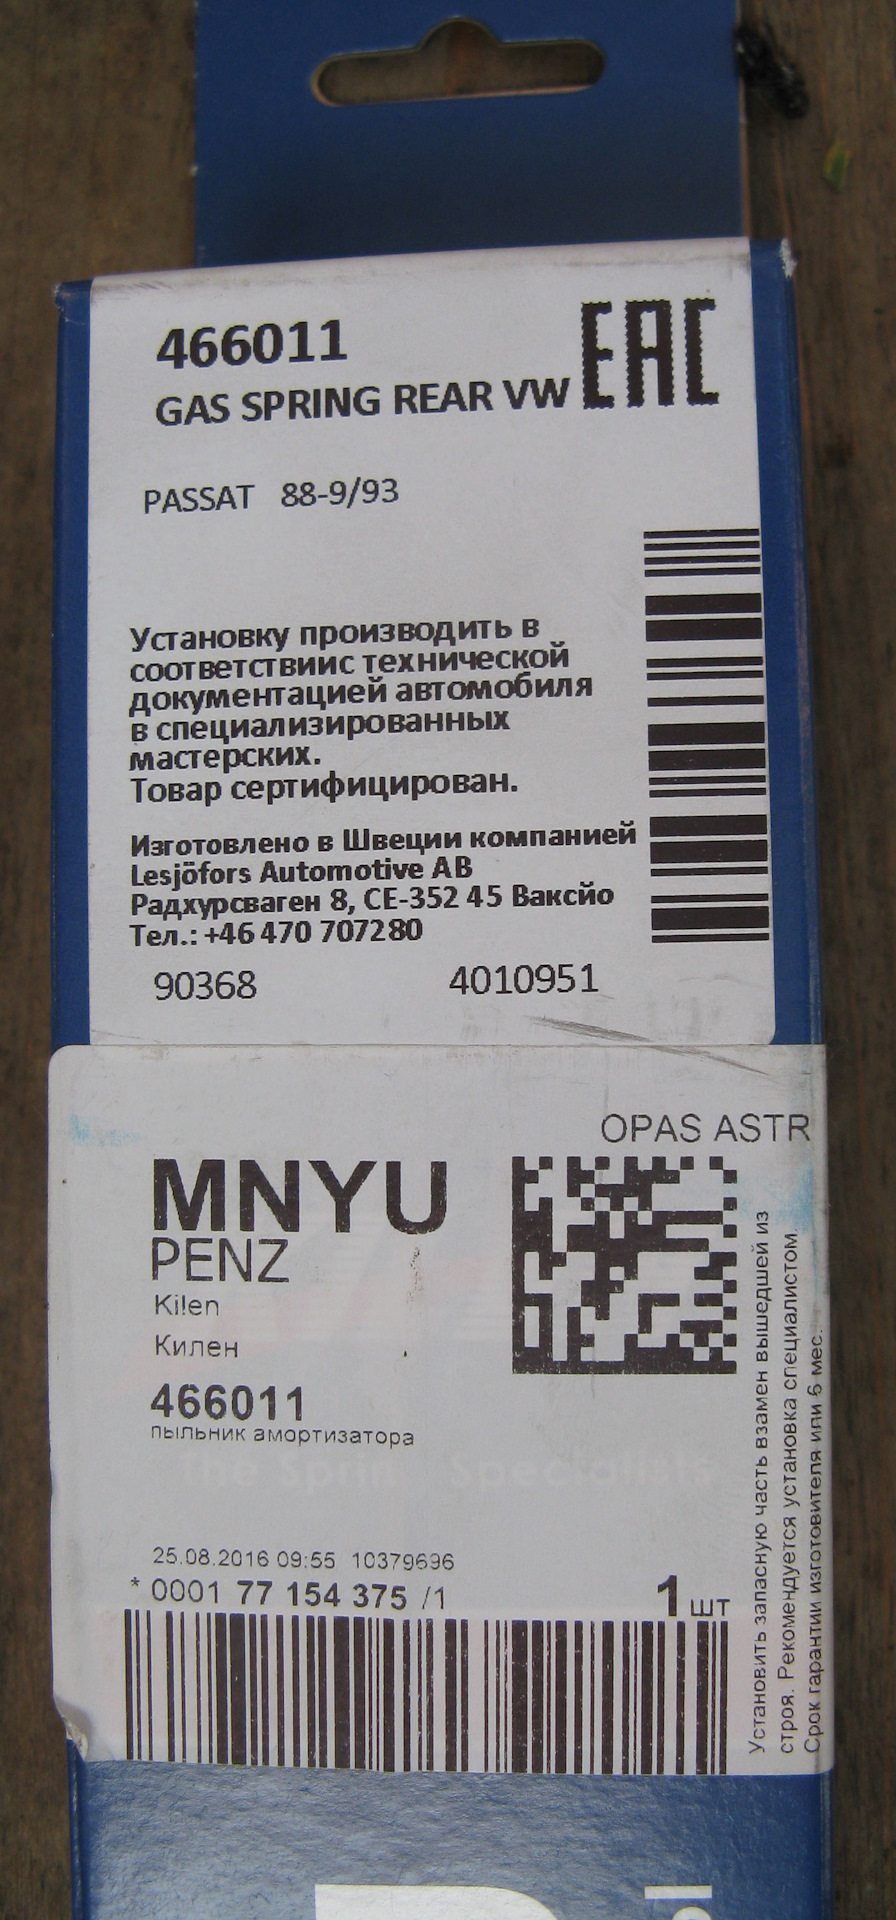 466011
EAC
GAS SPRING REAR VW
PASSAT 88-9/93
Установку производить в
соответствиис технической
документацией автомобиля
в специализированных
мастерских.
Товар сертифицирован.
Изготовлено в Швеции компанией
Lesjöfors Automotive AB
Радхурсваген 8, СЕ-352 45 Ваксйо
Тел.: +46 470 707280
90368 4010951
OPAS ASTR
MNYU
PENZ
Kilen
Килен
466011
пыльник амортизатора
25.08.2016 09:55 10379696
* 0001 77 154 375 /1
1 шт
Установить запасную часть взамен вышедшей из
строя. Рекомендуется установка специалистом.
Срок гарантии изготовителя или 6 мес.